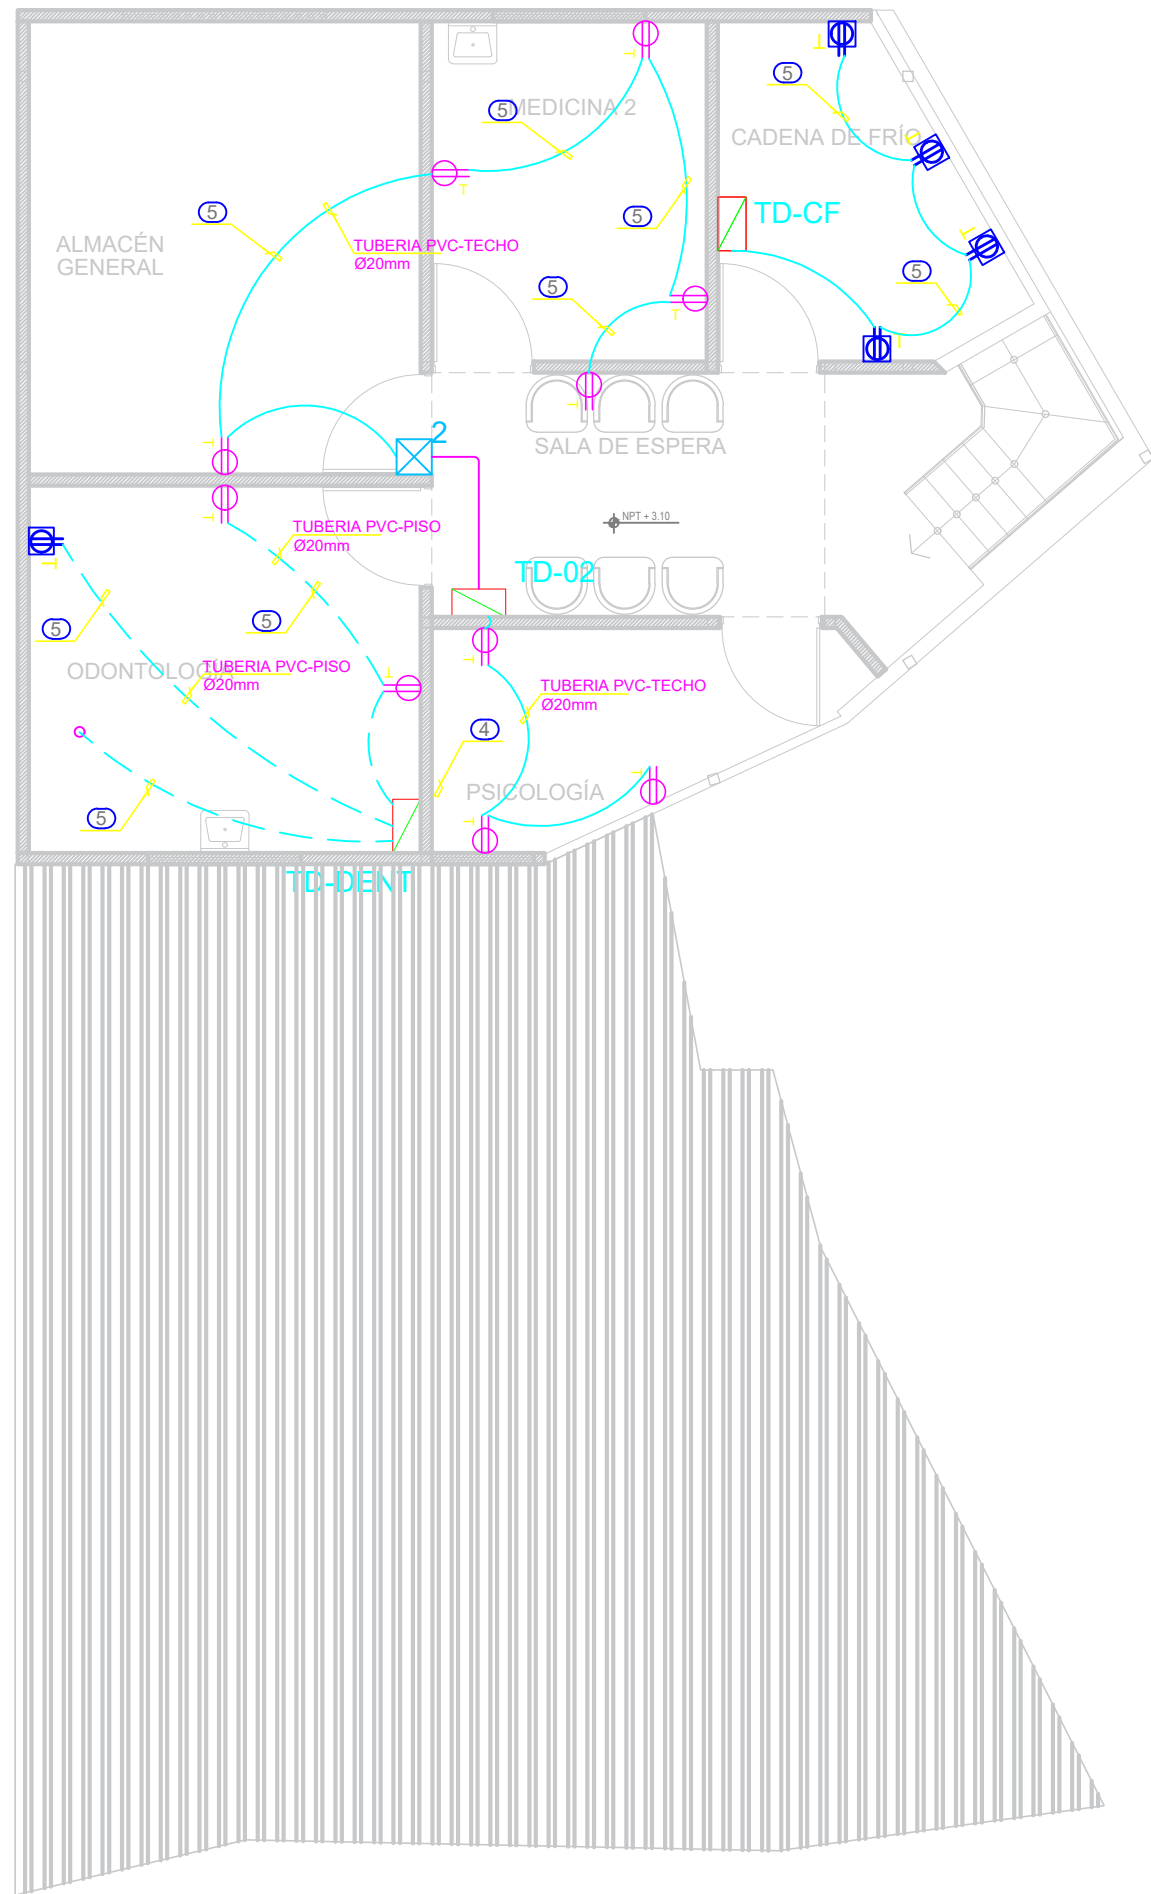 5
5
MEDICINA 2
CADENA DE FRÍO
5
5
TD-CF
ALMACÉN
GENERAL
TUBERIA PVC-TECHO
Ø20mm
5
5
2
SALA DE ESPERA
NPT + 3.10
TUBERIA PVC-PISO
Ø20mm
TD-02
5
5
ODONTOLOGÍA
TUBERIA PVC-PISO
Ø20mm
TUBERIA PVC-TECHO
Ø20mm
4
PSICOLOGÍA
5
TD-DENT